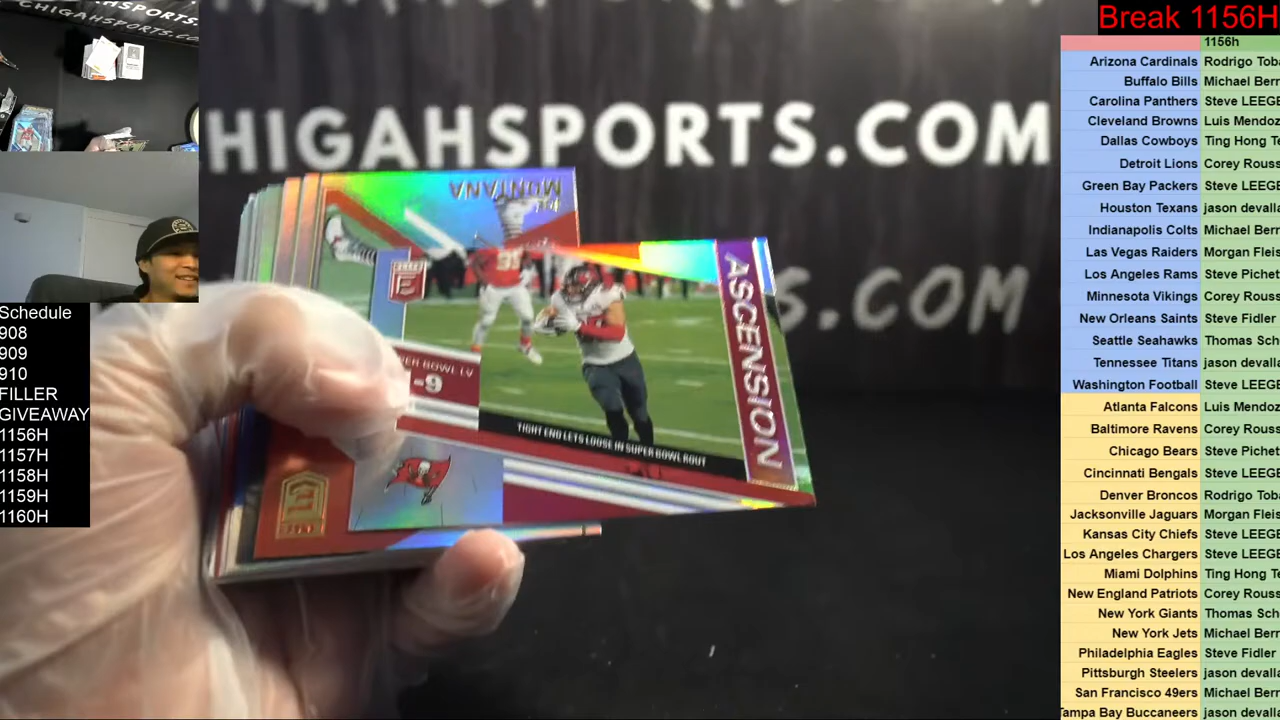 Break 1156H
1156h
Arizona Cardinals Rodrigo Toba
Buffalo Bills Michael Berr
Carolina Panthers Steve LEEGE
Cleveland Browns Luis Mendoz
Dallas Cowboys Ting Hong Te
Detroit Lions Corey Rouss
Green Bay Packers Steve LEEGE
Houston Texans jason devalla
Indianapolis Colts Michael Berr
Las Vegas Raiders Morgan Fleis
Los Angeles Rams Steve Pichet
Minnesota Vikings Corey Rouss
New Orleans Saints Steve Fidler
Seattle Seahawks Thomas Sch
Tennessee Titans jason devalla
Washington Football Steve LEEGE
Atlanta Falcons Luis Mendoz
Baltimore Ravens Corey Rouss
Chicago Bears Steve Pichet
Cincinnati Bengals Steve LEEGE
Denver Broncos Rodrigo Toba
Jacksonville Jaguars Morgan Fleis
Kansas City Chiefs Steve LEEGE
Los Angeles Chargers Steve LEEGE
Miami Dolphins Ting Hong Te
New England Patriots Corey Rouss
New York Giants Thomas Sch
New York Jets Michael Berr
Philadelphia Eagles Steve Fidler
Pittsburgh Steelers jason devalla
San Francisco 49ers Michael Berr
Tampa Bay Buccaneers jason devalla
HIGAHSPORTS.COM
S.COM
HIGAHSPORTS.
CHIGAHSPORTS.COM
MONTANA
ASCENSION
PER BOWL LV
-9
TIGHT END LETS LOOSE IN SUPER BOWL ROUT
Schedule
908
909
910
FILLER
GIVEAWAY
1156H
1157H
1158H
1159H
1160H